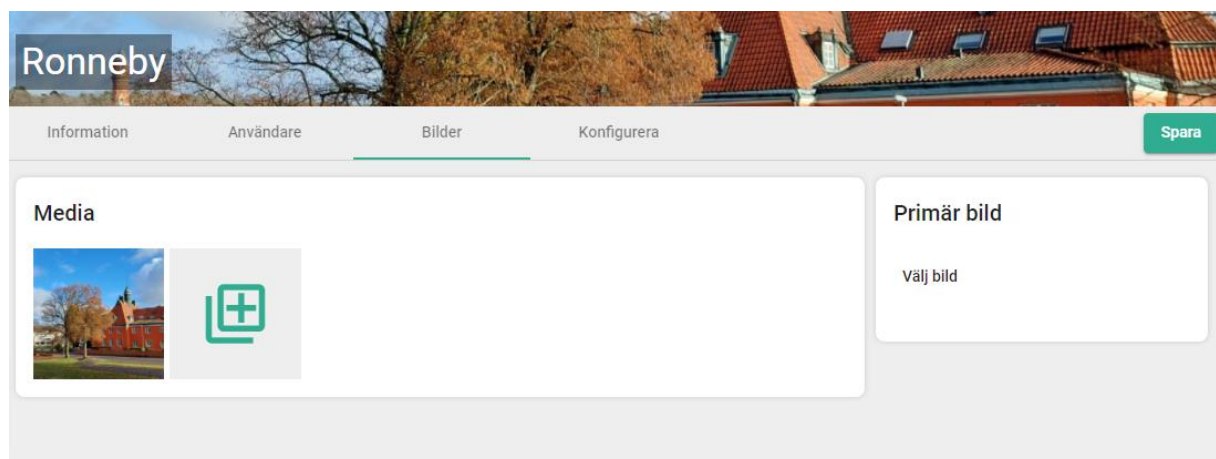 Ronneby
Information Användare Bilder Konfigurera Spara
Media
Primär bild
Välj bild